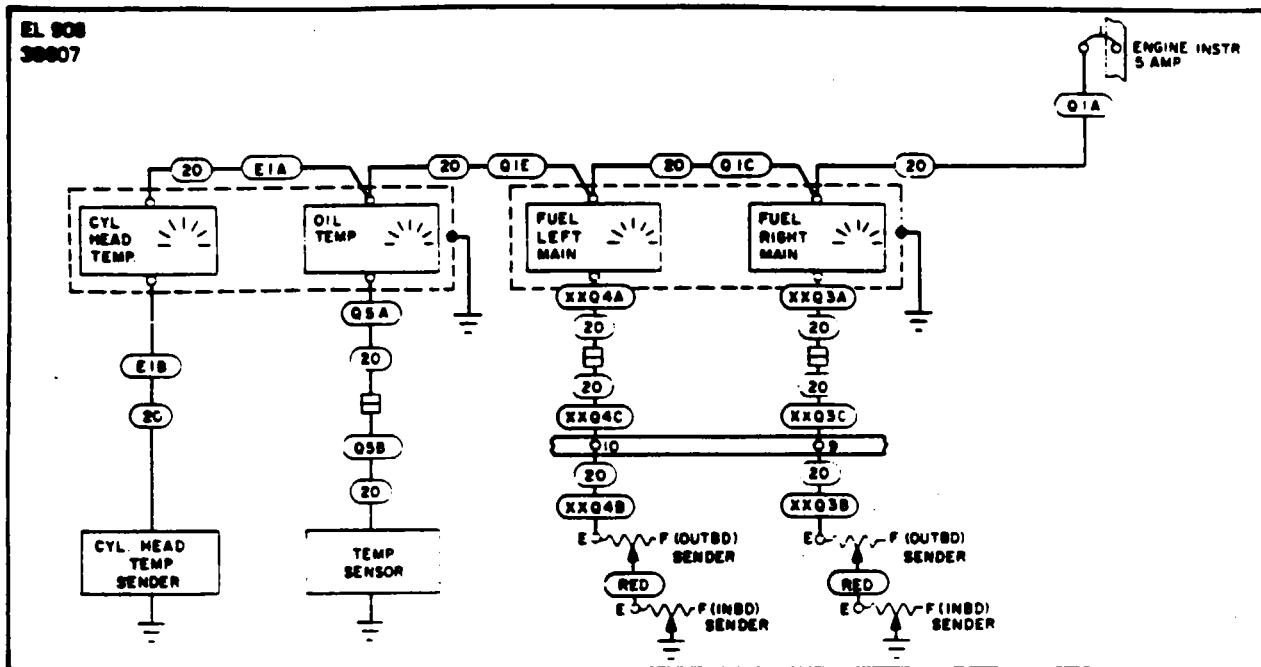 EL 908
38807
ENGINE INSTR
5 AMP
Q1A
20
E1A
20
Q1E
20
Q1C
20
CYL
HEAD
TEMP.
OIL
TEMP
FUEL
LEFT
MAIN
FUEL
RIGHT
MAIN
E1B
20
Q5A
20
Q5B
20
XXQ4A
20
20
XXQ4C
10
20
XXQ4B
XXQ3A
20
20
XXQ3C
9
20
XXQ3B
CYL. HEAD
TEMP
SENDER
TEMP
SENSOR
E
F (OUTBD)
SENDER
RED
E
F (INBD)
SENDER
E
F (OUTBD)
SENDER
RED
E
F (INBD)
SENDER